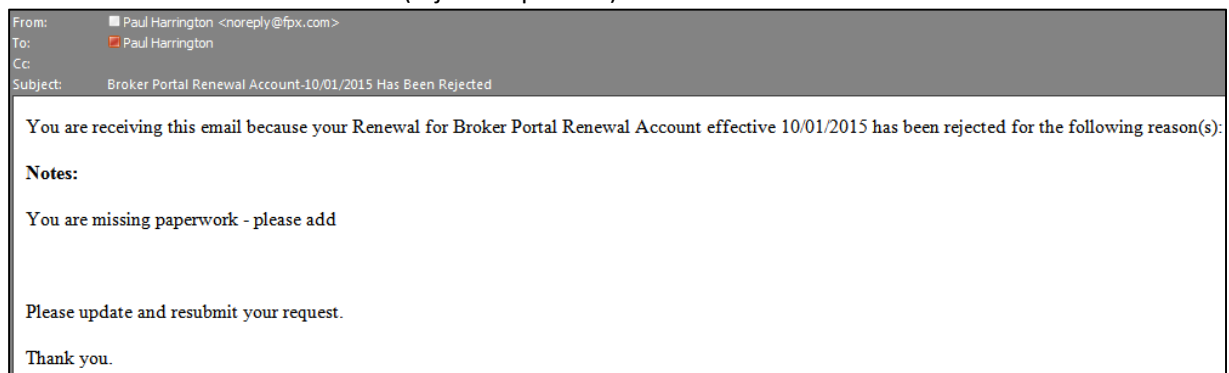 From: Paul Harrington <noreply@fpx.com>
To: Paul Harrington
Cc:
Subject: Broker Portal Renewal Account-10/01/2015 Has Been Rejected
You are receiving this email because your Renewal for Broker Portal Renewal Account effective 10/01/2015 has been rejected for the following reason(s):
Notes:
You are missing paperwork - please add
Please update and resubmit your request.
Thank you.